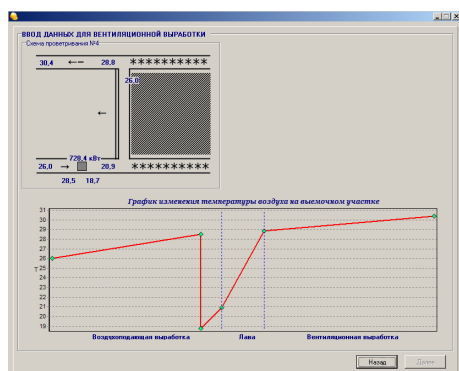 ВВОД ДАННЫХ ДЛЯ ВЕНТИЛЯЦИОННОЙ ВЫРАБОТКИ
Схема проветривания №4
30,4 ←– 28,8 **********
26,0
←
728,4 кВт
26,0 → 20,9 **********
28,5 18,7
График изменения температуры воздуха на выемочном участке
31
30
29
28
27
26
T 25
24
23
22
21
20
19
Воздухоподающая выработка Лава Вентиляционная выработка
Назад Далее